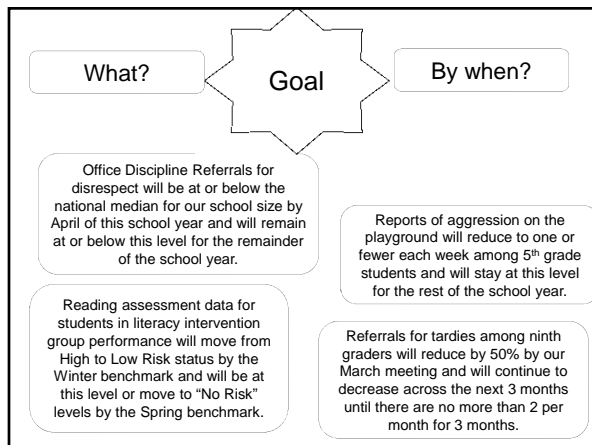 What?
Goal
By when?
Office Discipline Referrals for
disrespect will be at or below the
national median for our school size by
April of this school year and will remain
at or below this level for the remainder
of the school year.
Reports of aggression on the
playground will reduce to one or
fewer each week among 5th grade
students and will stay at this level
for the rest of the school year.
Reading assessment data for
students in literacy intervention
group performance will move from
High to Low Risk status by the
Winter benchmark and will be at
this level or move to “No Risk”
levels by the Spring benchmark.
Referrals for tardies among ninth
graders will reduce by 50% by our
March meeting and will continue to
decrease across the next 3 months
until there are no more than 2 per
month for 3 months.